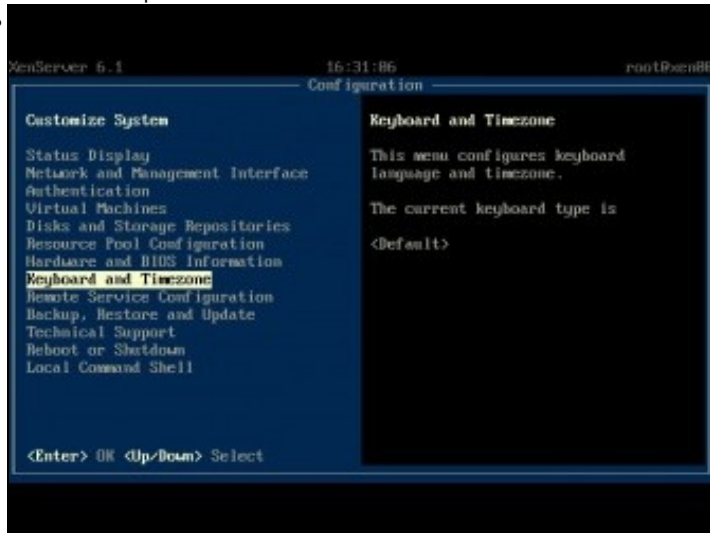 XenServer 6.1 16:31:06
Configuration
Customize System
Status Display
Network and Management Interface
Authentication
Virtual Machines
Disks and Storage Repositories
Resource Pool Configuration
Hardware and BIOS Information
Keyboard and Timezone
Remote Service Configuration
Backup, Restore and Update
Technical Support
Reboot or Shutdown
Local Command Shell
<Enter> OK <Up/Down> Select
Keyboard and Timezone
This menu configures keyboard
language and timezone.
The current keyboard type is
<Default>